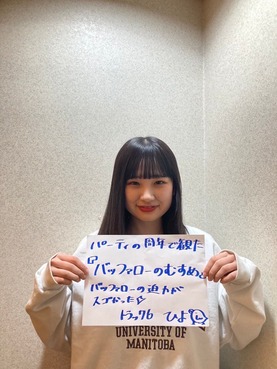 パーティの周年で観た
『バッファローのむすめ』
バッファローの迫力が
スゴかった♡
トラック6 ひよ
UNIVERSITY OF
MANITOBA